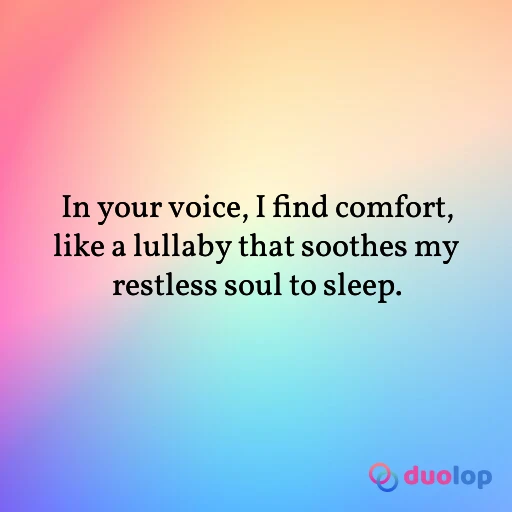 In your voice, I find comfort,
like a lullaby that soothes my
restless soul to sleep.
duolop